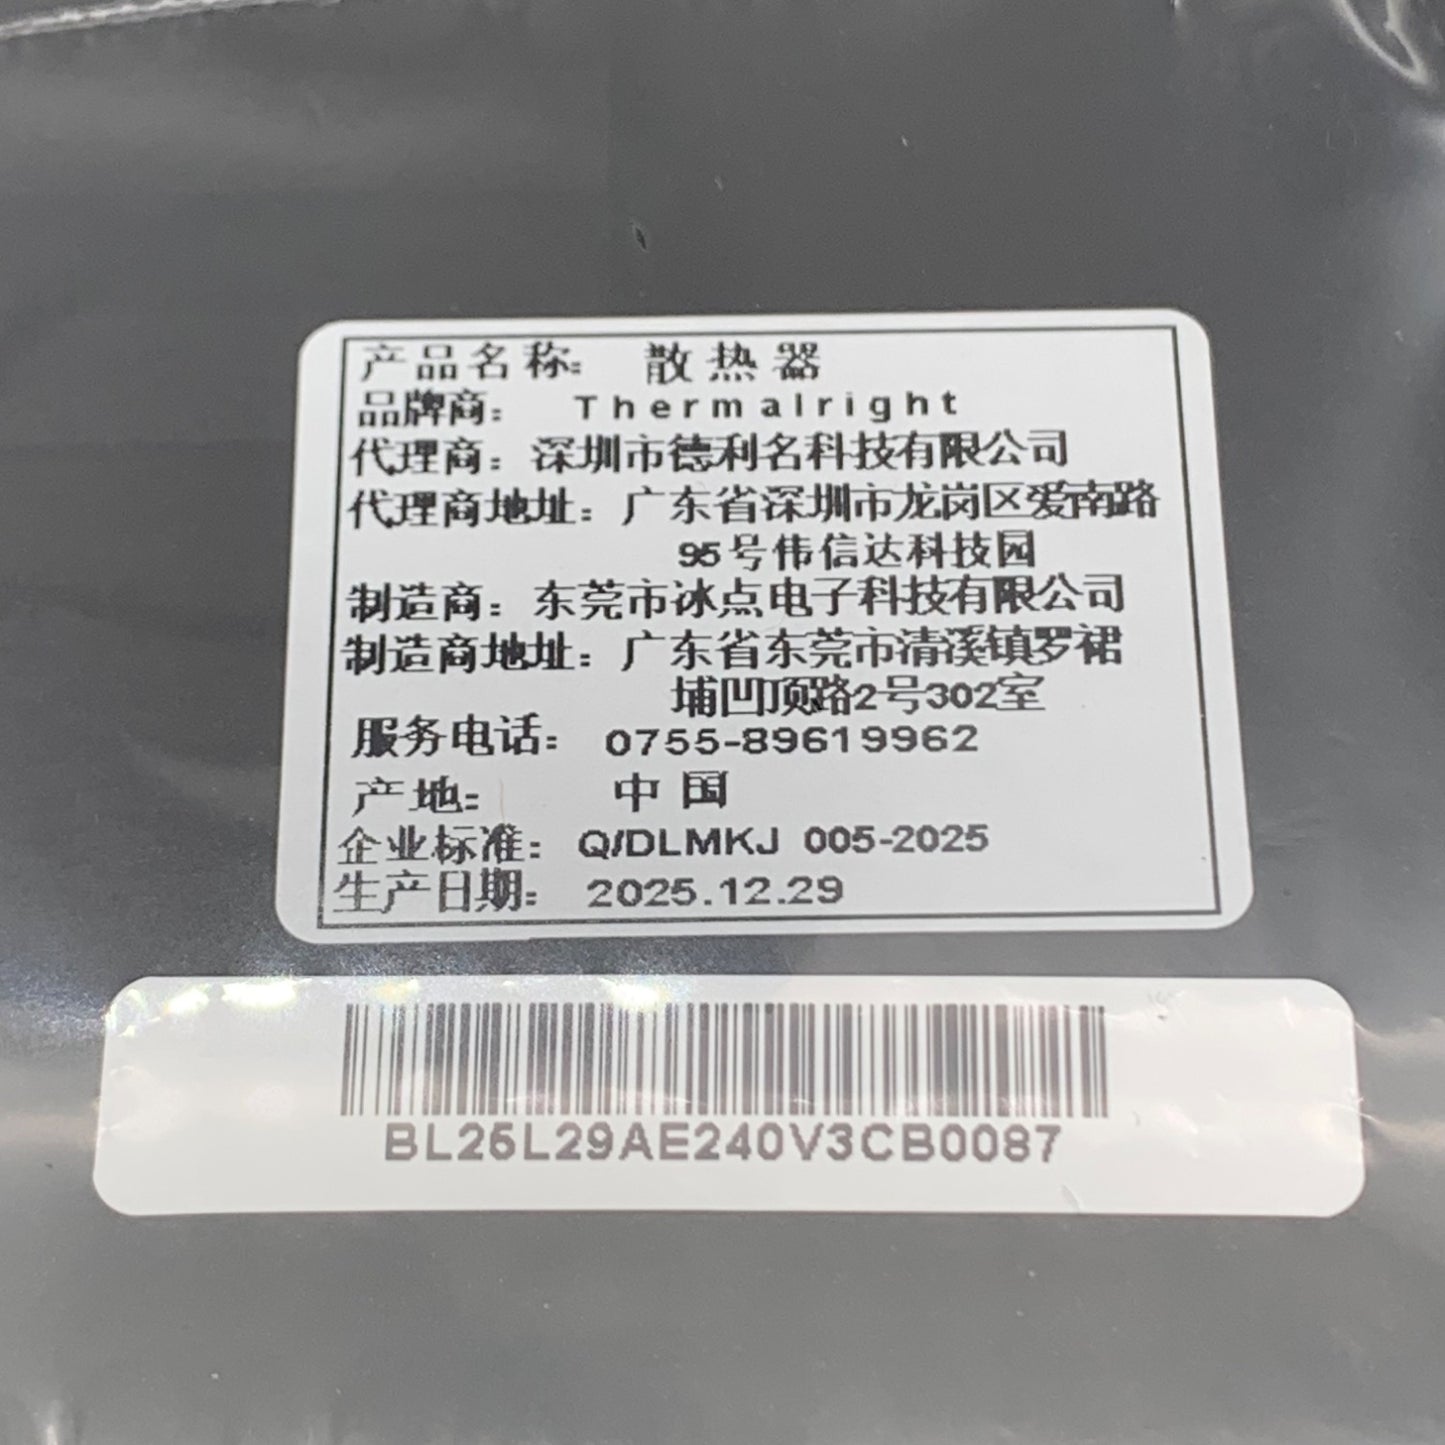 产品名称: 散热器
品牌商: Thermalright
代理商: 深圳市德利名科技有限公司
代理商地址: 广东省深圳市龙岗区爱南路
95号伟信达科技园
制造商: 东莞市冰点电子科技有限公司
制造商地址: 广东省东莞市清溪镇罗裙
埔凹顶路2号302室
服务电话: 0755-89619962
产地: 中国
企业标准: Q/DLMKJ 005-2025
生产日期: 2025.12.29
BL25L29AE240V3CB0087